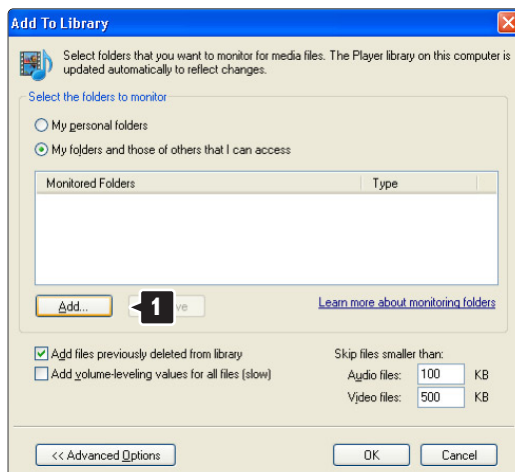 Add To Library
Select folders that you want to monitor for media files. The Player library on this computer is
updated automatically to reflect changes.
Select the folders to monitor
My personal folders
My folders and those of others that I can access
Monitored Folders Type
Add... 1 Learn more about monitoring folders
Add files previously deleted from library Skip files smaller than:
Add volume-leveling values for all files (slow) Audio files: 100 KB
Video files: 500 KB
<< Advanced Options OK Cancel